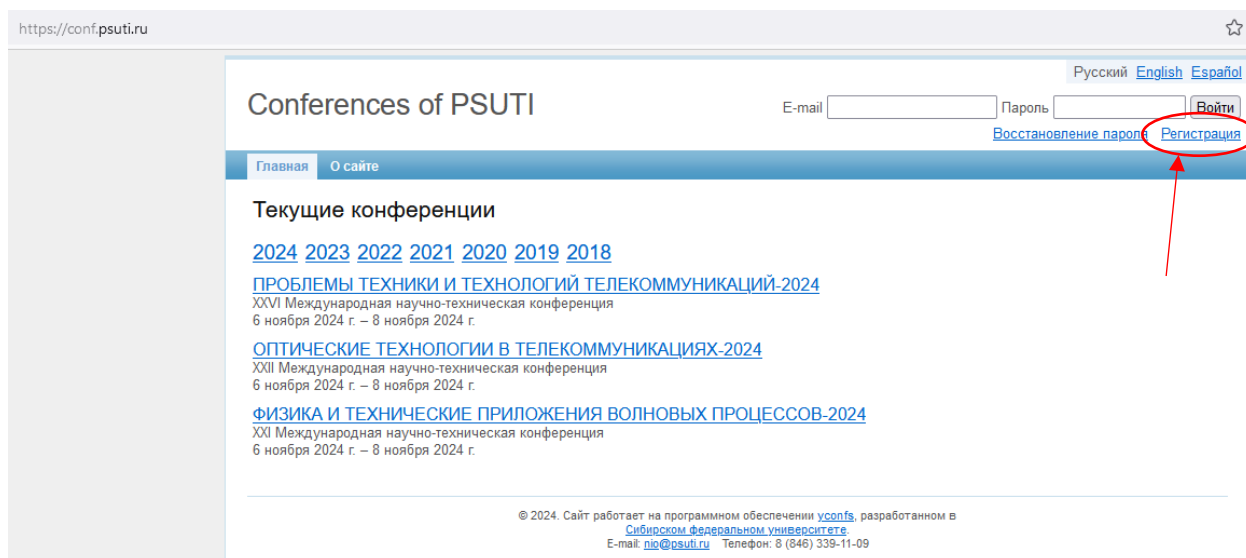 https://conf.psuti.ru
Русский English Español
Conferences of PSUTI
E-mail Пароль Войти
Восстановление пароля Регистрация
Главная О сайте
Текущие конференции
2024 2023 2022 2021 2020 2019 2018
ПРОБЛЕМЫ ТЕХНИКИ И ТЕХНОЛОГИЙ ТЕЛЕКОММУНИКАЦИЙ-2024
XXVI Международная научно-техническая конференция
6 ноября 2024 г. – 8 ноября 2024 г.
ОПТИЧЕСКИЕ ТЕХНОЛОГИИ В ТЕЛЕКОММУНИКАЦИЯХ-2024
XXII Международная научно-техническая конференция
6 ноября 2024 г. – 8 ноября 2024 г.
ФИЗИКА И ТЕХНИЧЕСКИЕ ПРИЛОЖЕНИЯ ВОЛНОВЫХ ПРОЦЕССОВ-2024
XXI Международная научно-техническая конференция
6 ноября 2024 г. – 8 ноября 2024 г.
© 2024. Сайт работает на программном обеспечении yconfs, разработанном в
Сибирском федеральном университете.
E-mail: nio@psuti.ru Телефон: 8 (846) 339-11-09